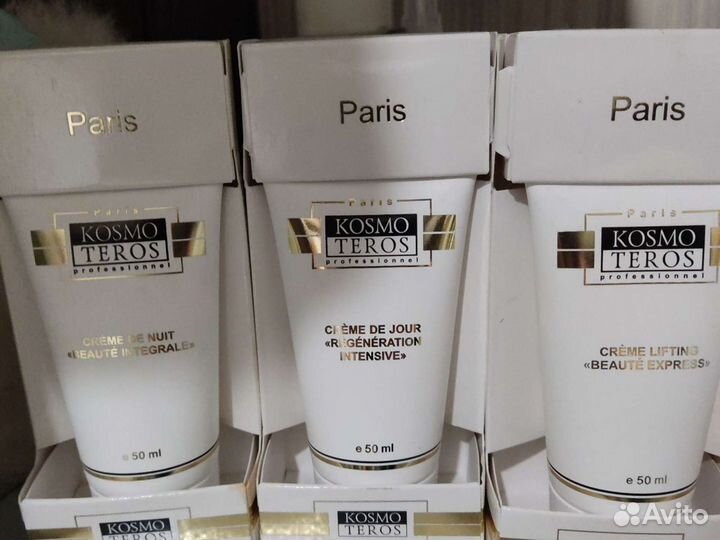 Paris
Paris
KOSMO
TEROS
professionnel
CRÈME DE NUIT
«BEAUTÉ INTEGRALE»
e 50 ml
Paris
KOSMO
TEROS
professionnel
CRÈME DE JOUR
«RÉGÉNÉRATION
INTENSIVE»
e 50 ml
KOSMO
TEROS
Paris
Paris
KOSMO
TEROS
professionnel
CRÈME LIFTING
«BEAUTÉ EXPRESS»
e 50 ml
KOSMO
TEROS
Avito